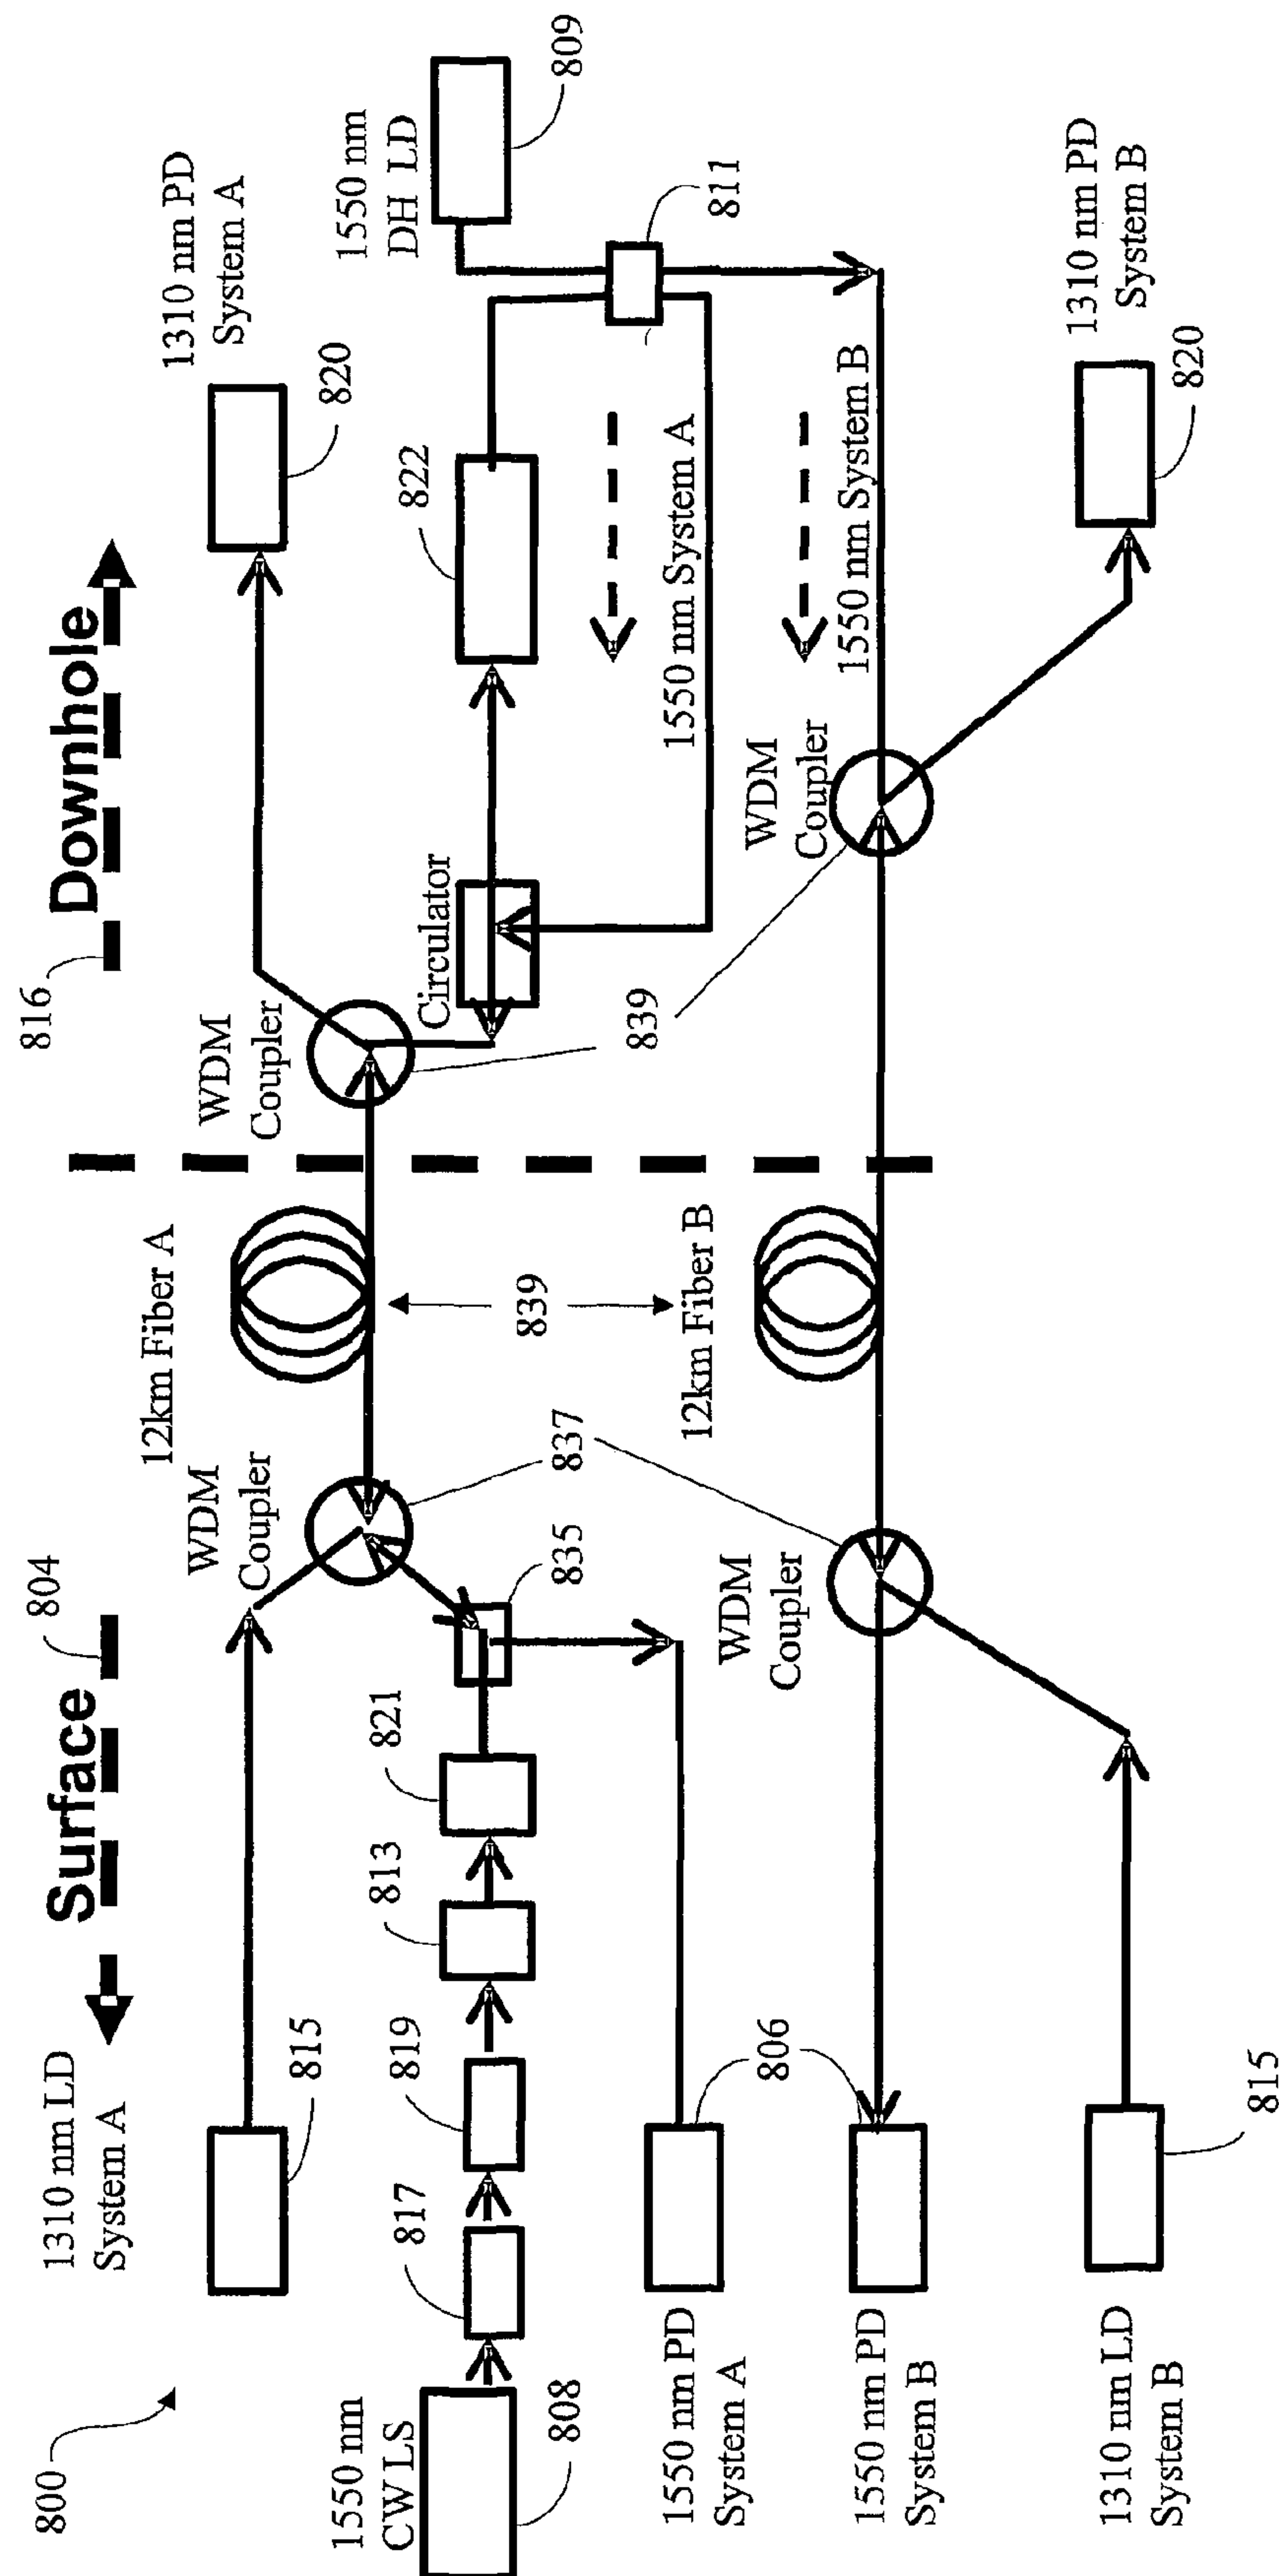 800
Surface
804
816
Downhole
1310 nm LD
System A
815
WDM
Coupler
12km Fiber A
WDM
Coupler
1310 nm PD
System A
820
1550 nm
CW LS
808
817
819
813
821
835
837
839
Circulator
822
1550 nm
DH LD
809
811
839
1550 nm System A
1550 nm PD
System A
806
WDM
Coupler
12km Fiber B
WDM
Coupler
1550 nm System B
1550 nm PD
System B
1310 nm LD
System B
815
1310 nm PD
System B
820